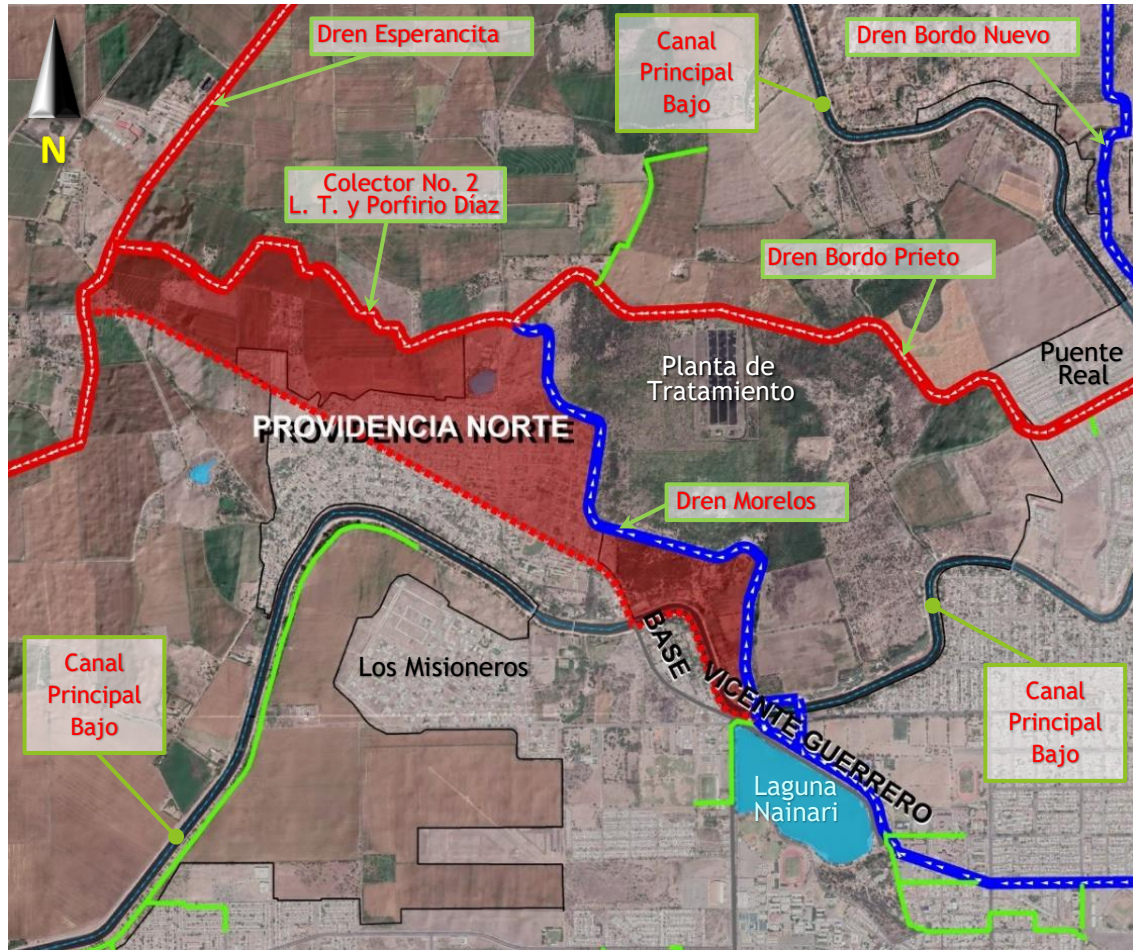 Dren Esperancita
Canal
Principal
Bajo
Dren Bordo Nuevo
N
Colector No. 2
L. T. y Porfirio Díaz
Dren Bordo Prieto
Planta de
Tratamiento
Puente
Real
PROVIDENCIA NORTE
Dren Morelos
BASE
VICENTE GUERRERO
Los Misioneros
Canal
Principal
Bajo
Canal
Principal
Bajo
Laguna
Nainari